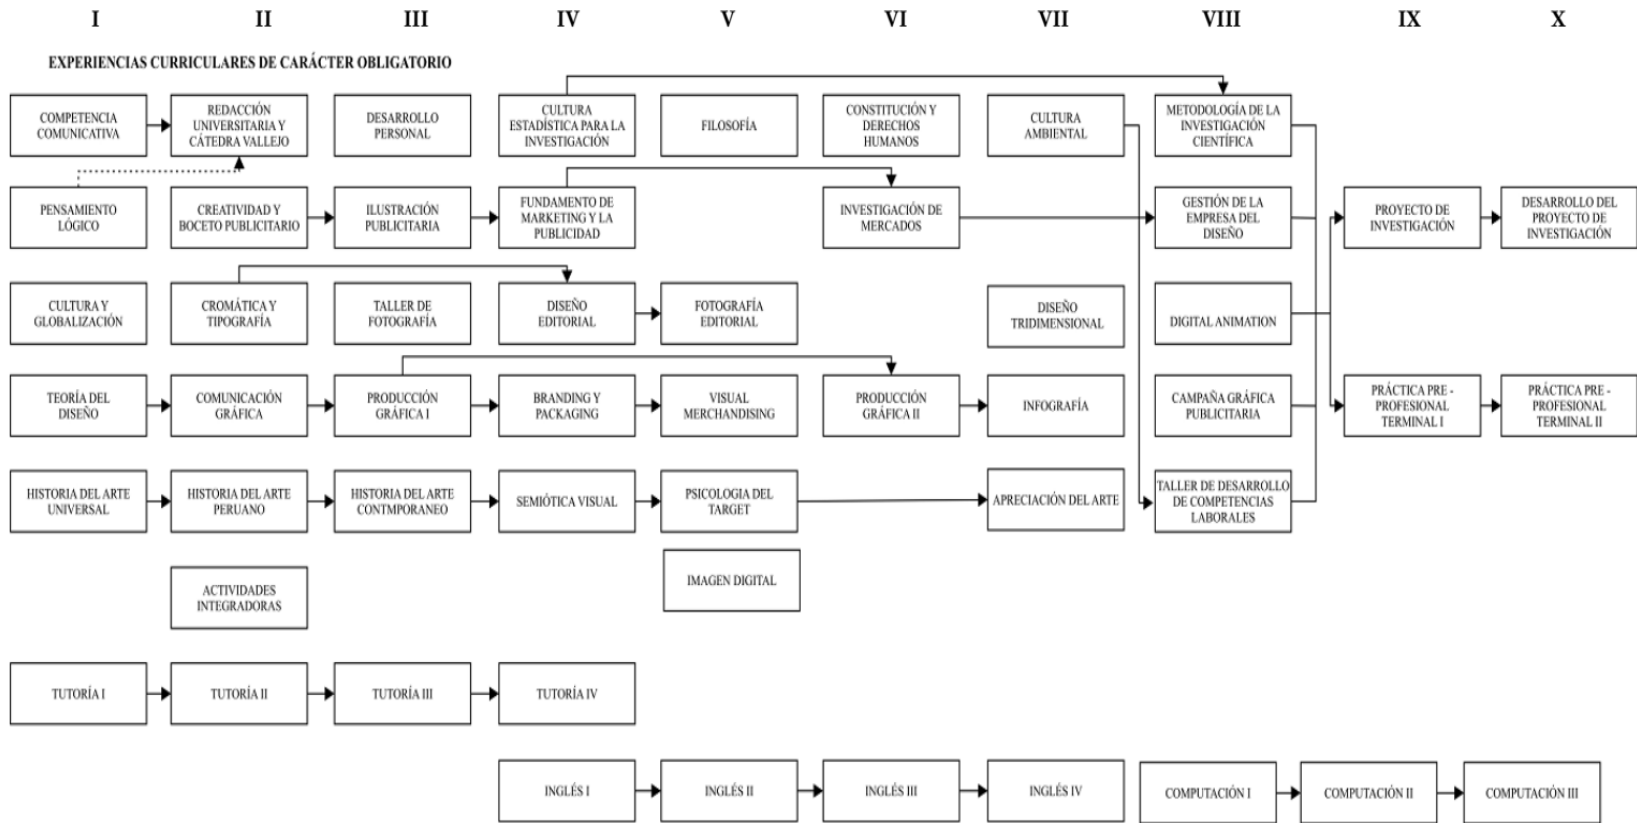 I II III IV V VI VII VIII IX X
EXPERIENCIAS CURRICULARES DE CARÁCTER OBLIGATORIO
COMPETENCIA
COMUNICATIVA
REDACCIÓN
UNIVERSITARIA Y
CÁTEDRA VALLEJO
DESARROLLO
PERSONAL
CULTURA
ESTADÍSTICA PARA LA
INVESTIGACIÓN
FILOSOFÍA
CONSTITUCIÓN Y
DERECHOS
HUMANOS
CULTURA
AMBIENTAL
METODOLOGÍA DE LA
INVESTIGACIÓN
CIENTÍFICA
PENSAMIENTO
LÓGICO
CREATIVIDAD Y
BOCETO PUBLICITARIO
ILUSTRACIÓN
PUBLICITARIA
FUNDAMENTO DE
MARKETING Y LA
PUBLICIDAD
INVESTIGACIÓN DE
MERCADOS
GESTIÓN DE LA
EMPRESA DEL
DISEÑO
PROYECTO DE
INVESTIGACIÓN
DESARROLLO DEL
PROYECTO DE
INVESTIGACIÓN
CULTURA Y
GLOBALIZACIÓN
CROMÁTICA Y
TIPOGRAFÍA
TALLER DE
FOTOGRAFÍA
DISEÑO
EDITORIAL
FOTOGRAFÍA
EDITORIAL
DISEÑO
TRIDIMENSIONAL
DIGITAL ANIMATION
TEORÍA DEL
DISEÑO
COMUNICACIÓN
GRÁFICA
PRODUCCIÓN
GRÁFICA I
BRANDING Y
PACKAGING
VISUAL
MERCHANDISING
PRODUCCIÓN
GRÁFICA II
INFOGRAFÍA
CAMPAÑA GRÁFICA
PUBLICITARIA
PRÁCTICA PRE -
PROFESIONAL
TERMINAL I
PRÁCTICA PRE -
PROFESIONAL
TERMINAL II
HISTORIA DEL ARTE
UNIVERSAL
HISTORIA DEL ARTE
PERUANO
HISTORIA DEL ARTE
CONTMPORANEO
SEMIÓTICA VISUAL
PSICOLOGIA DEL
TARGET
APRECIACIÓN DEL ARTE
TALLER DE DESARROLLO
DE COMPETENCIAS
LABORALES
ACTIVIDADES
INTEGRADORAS
IMAGEN DIGITAL
TUTORÍA I
TUTORÍA II
TUTORÍA III
TUTORÍA IV
INGLÉS I
INGLÉS II
INGLÉS III
INGLÉS IV
COMPUTACIÓN I
COMPUTACIÓN II
COMPUTACIÓN III